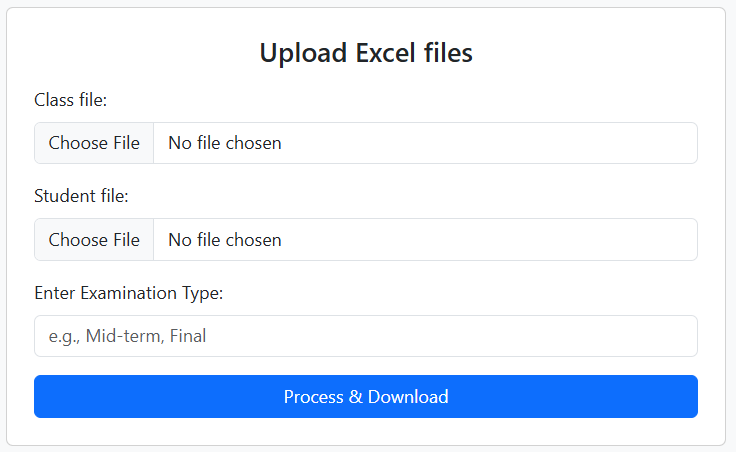 Upload Excel files
Class file:
Choose File No file chosen
Student file:
Choose File No file chosen
Enter Examination Type:
e.g., Mid-term, Final
Process & Download